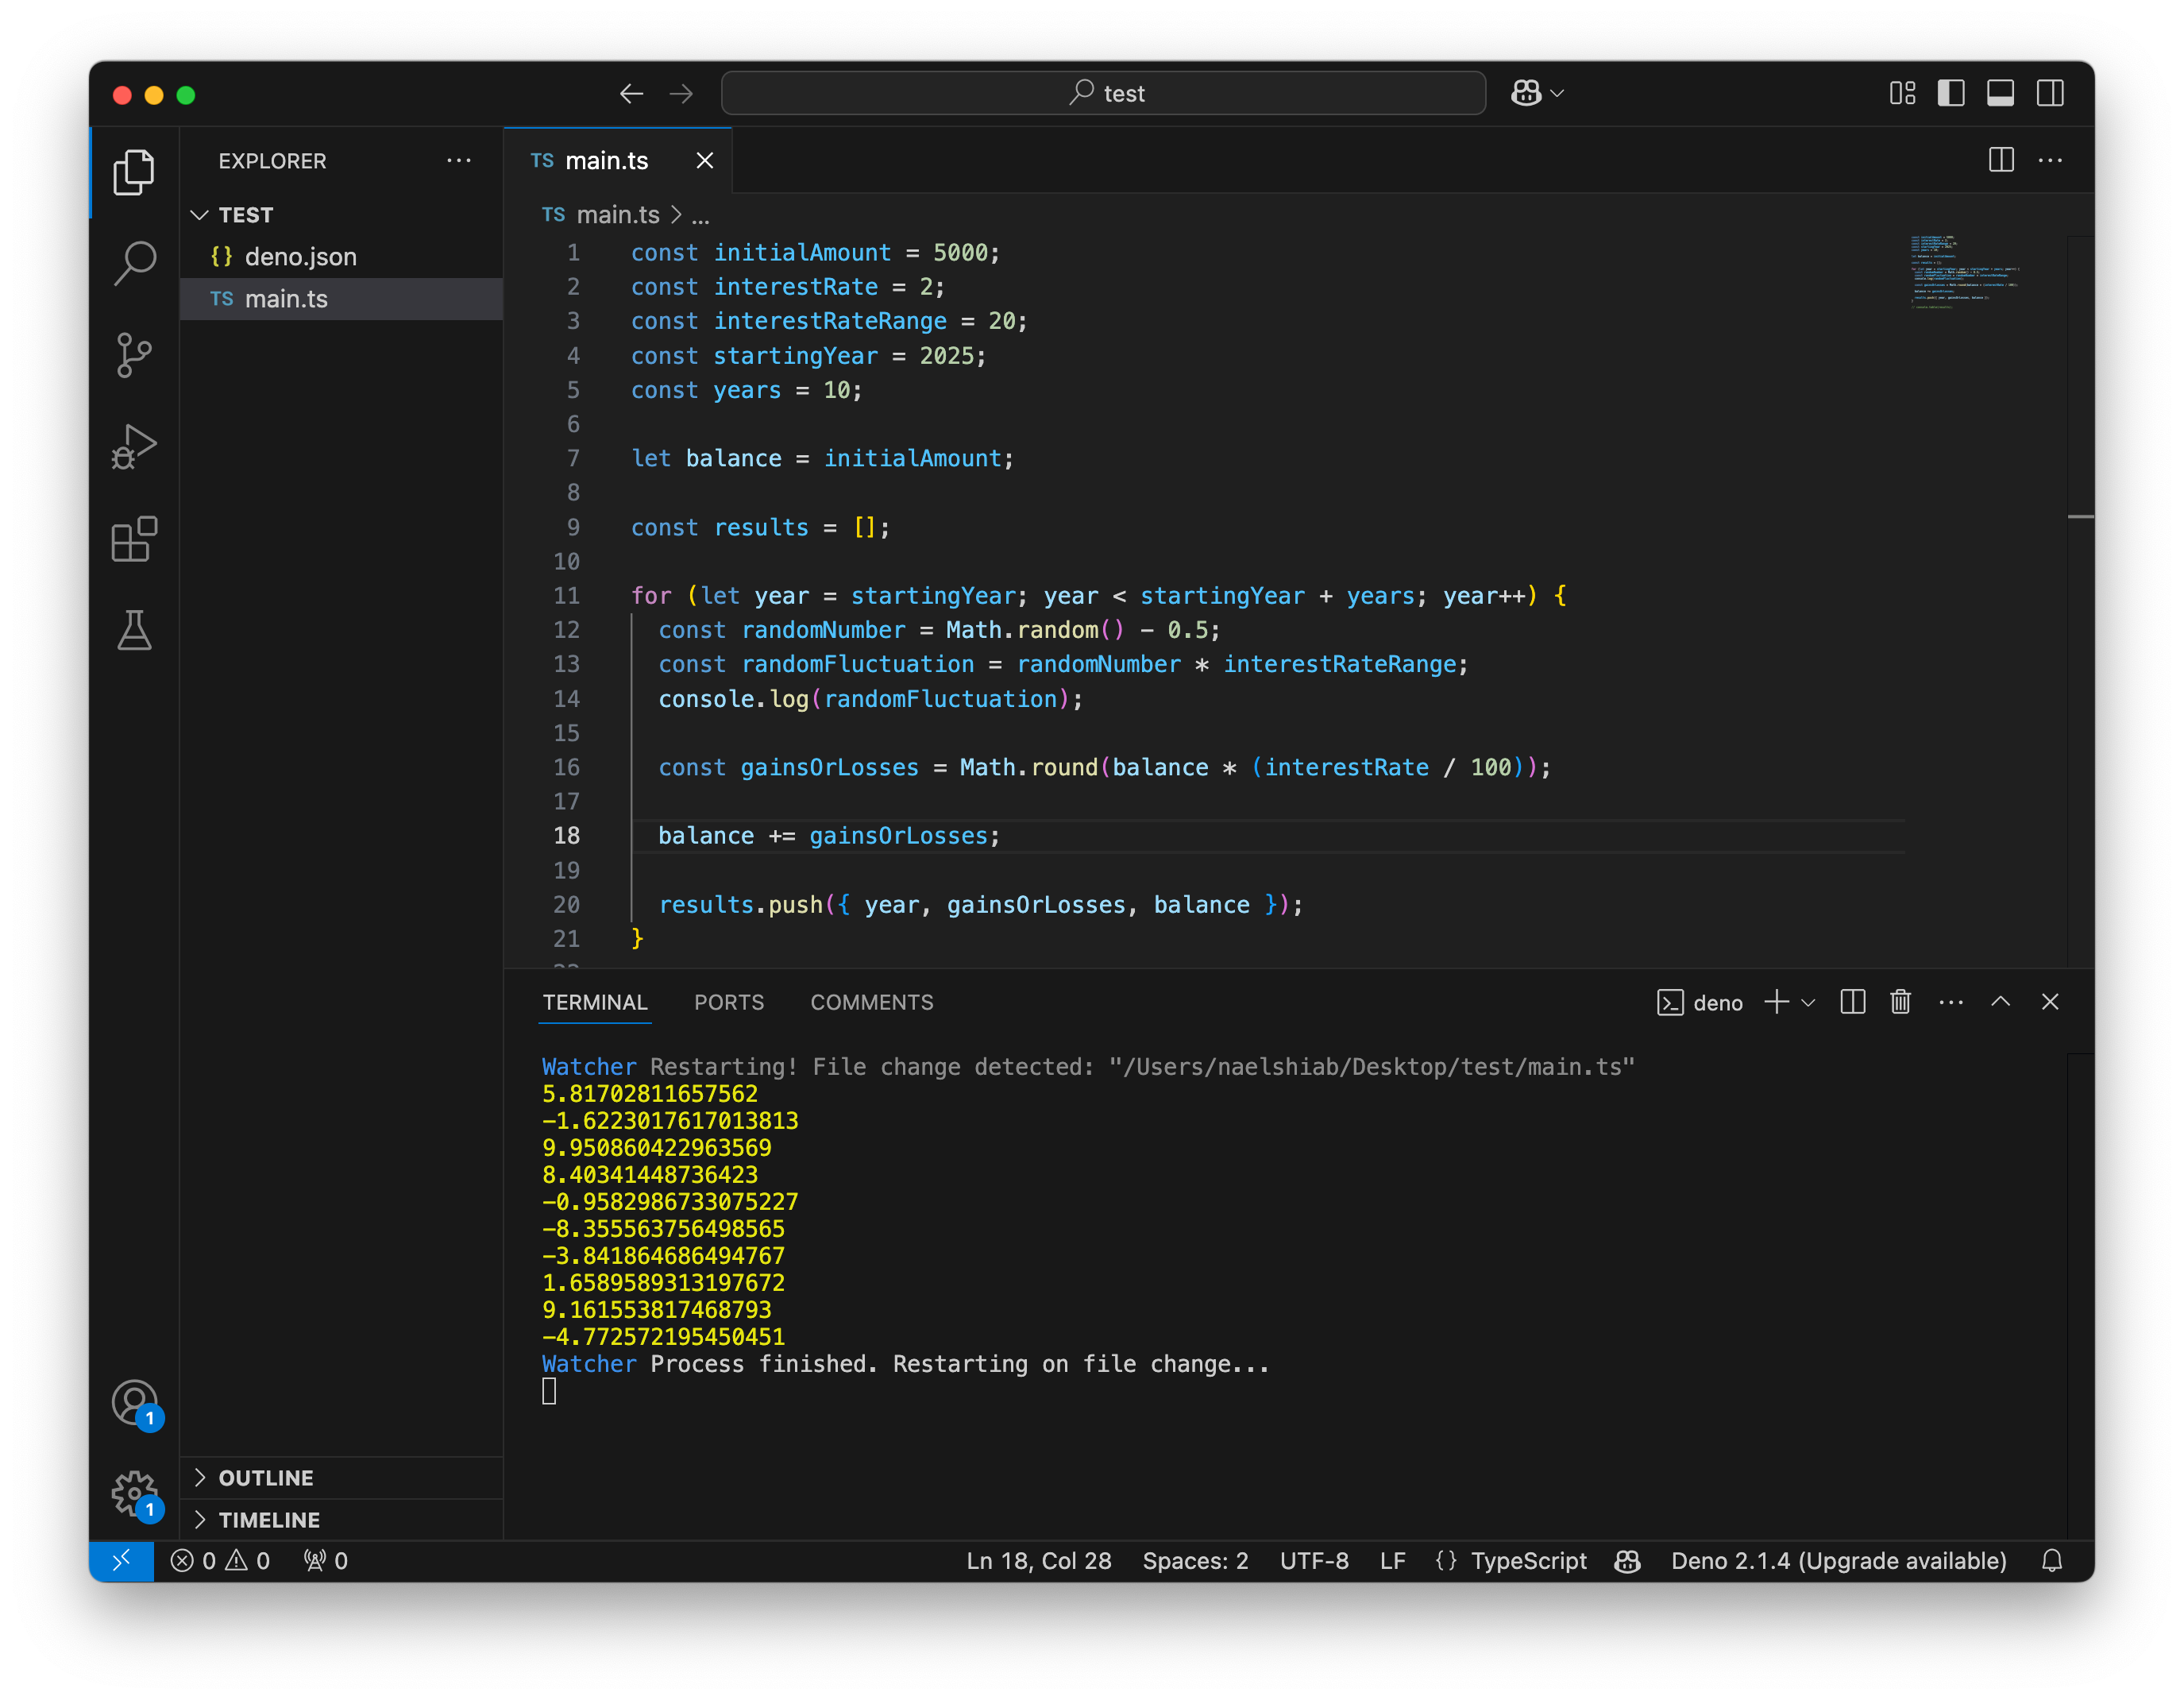 test
EXPLORER
TEST
{} deno.json
TS main.ts
OUTLINE
TIMELINE
TS main.ts
TS main.ts > ...
1 const initialAmount = 5000;
2 const interestRate = 2;
3 const interestRateRange = 20;
4 const startingYear = 2025;
5 const years = 10;
6
7 let balance = initialAmount;
8
9 const results = [];
10
11 for (let year = startingYear; year < startingYear + years; year++) {
12 const randomNumber = Math.random() - 0.5;
13 const randomFluctuation = randomNumber * interestRateRange;
14 console.log(randomFluctuation);
15
16 const gainsOrLosses = Math.round(balance * (interestRate / 100));
17
18 balance += gainsOrLosses;
19
20 results.push({ year, gainsOrLosses, balance });
21 }
TERMINAL PORTS COMMENTS deno
Watcher Restarting! File change detected: "/Users/naelshiab/Desktop/test/main.ts"
5.81702811657562
-1.6223017617013813
9.950860422963569
8.40341448736423
-0.9582986733075227
-8.355563756498565
-3.841864686494767
1.6589589313197672
9.161553817468793
-4.772572195450451
Watcher Process finished. Restarting on file change...
1
1
0 0 0 Ln 18, Col 28 Spaces: 2 UTF-8 LF {} TypeScript Deno 2.1.4 (Upgrade available)